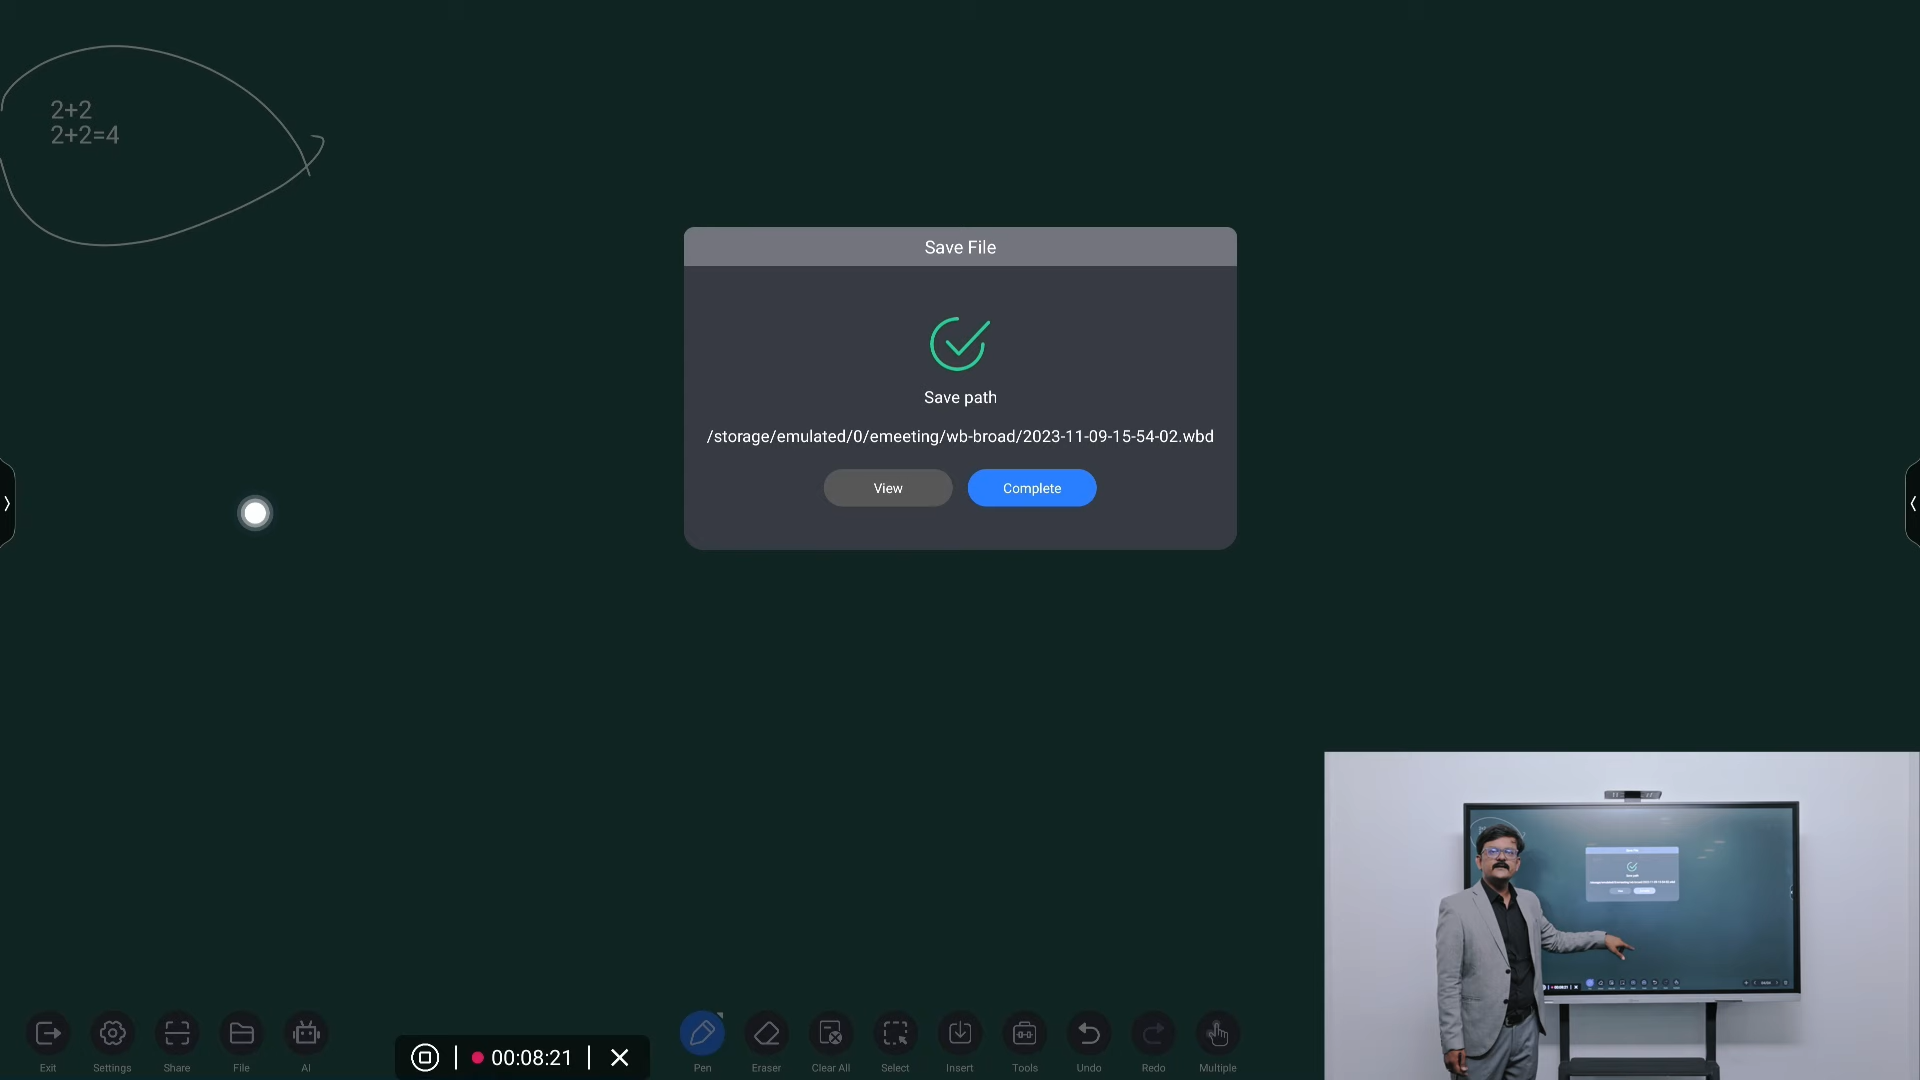 2+2
2+2=4
Save File
Save path
/storage/emulated/0/emeeting/wb-broad/2023-11-09-15-54-02.wbd
View
Complete
Exit
Settings
Share
File
AI
00:08:21
Pen
Eraser
Clear All
Select
Insert
Tools
Undo
Redo
Multiple